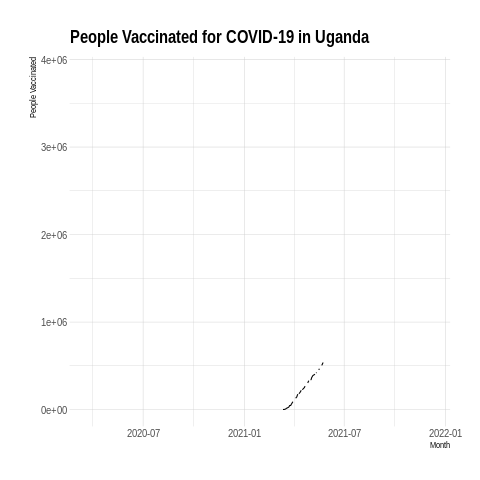 People Vaccinated for COVID-19 in Uganda
People Vaccinated
4e+06
3e+06
2e+06
1e+06
0e+00
2020-07 2021-01 2021-07 2022-01
Month